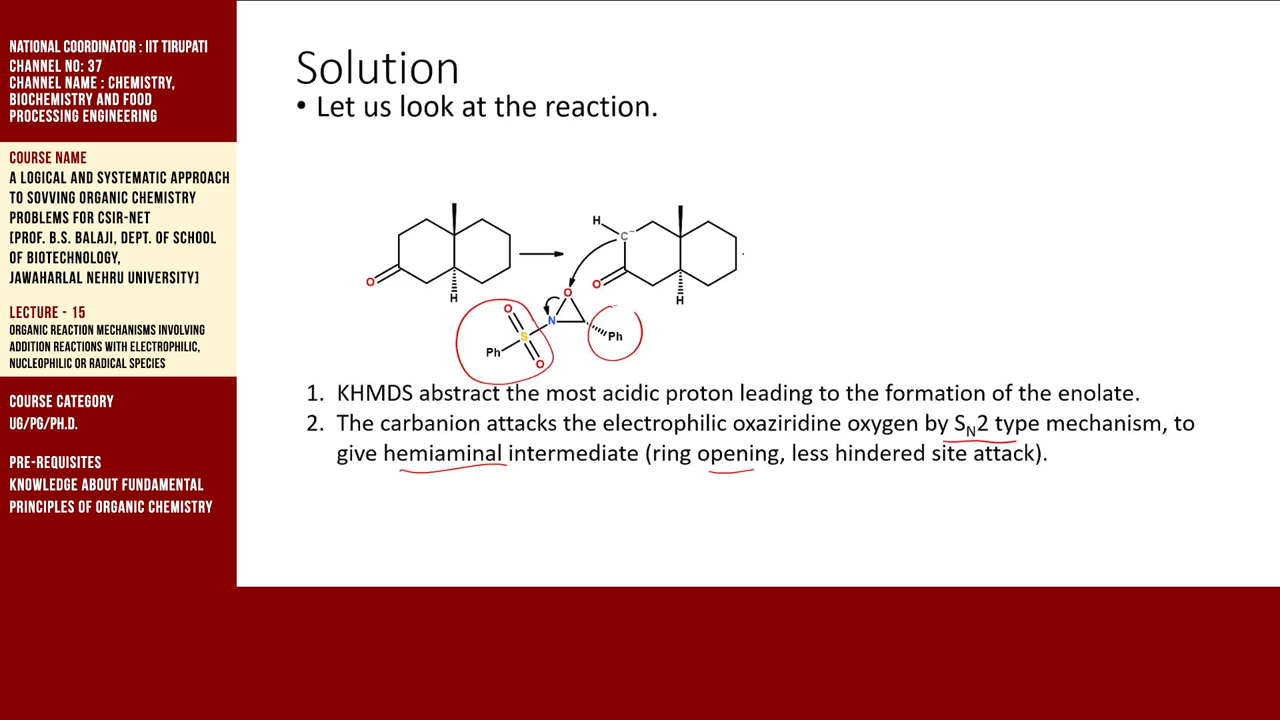 NATIONAL COORDINATOR : IIT TIRUPATI
CHANNEL NO: 37
CHANNEL NAME : CHEMISTRY,
BIOCHEMISTRY AND FOOD
PROCESSING ENGINEERING
COURSE NAME
A LOGICAL AND SYSTEMATIC APPROACH
TO SOVVING ORGANIC CHEMISTRY
PROBLEMS FOR CSIR-NET
[PROF. B.S. BALAJI, DEPT. OF SCHOOL
OF BIOTECHNOLOGY,
JAWAHARLAL NEHRU UNIVERSITY]
LECTURE - 15
ORGANIC REACTION MECHANISMS INVOLVING
ADDITION REACTIONS WITH ELECTROPHILIC,
NUCLEOPHILIC OR RADICAL SPECIES
COURSE CATEGORY
UG/PG/PH.D.
PRE-REQUISITES
KNOWLEDGE ABOUT FUNDAMENTAL
PRINCIPLES OF ORGANIC CHEMISTRY
Solution
• Let us look at the reaction.
O
H
H
C⁻
O
H
O
N
S
O
O
Ph
Ph
1. KHMDS abstract the most acidic proton leading to the formation of the enolate.
2. The carbanion attacks the electrophilic oxaziridine oxygen by SN2 type mechanism, to
give hemiaminal intermediate (ring opening, less hindered site attack).